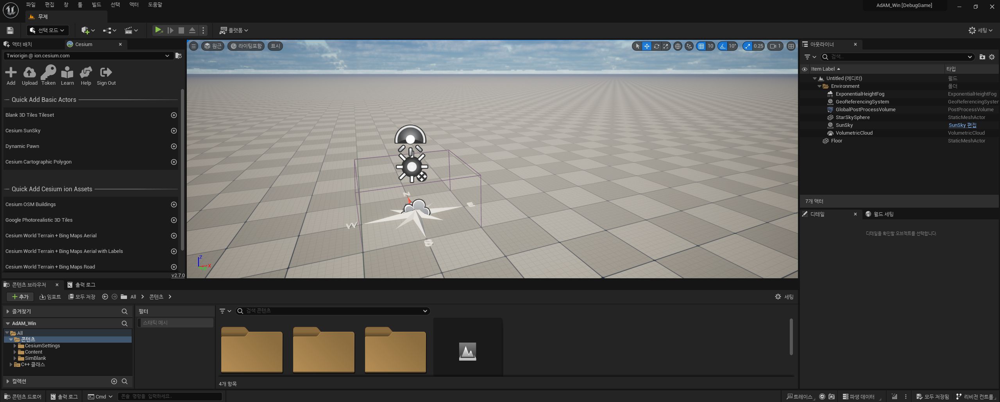 파일 편집 창 툴 빌드 선택 액터 도움말
AdAM_Win [DebugGame]
무제
선택 모드
플랫폼
세팅
액터 배치
Cesium
Twiorigin @ ion.cesium.com
Add Upload Token Learn Help Sign Out
Quick Add Basic Actors
Blank 3D Tiles Tileset
Cesium SunSky
Dynamic Pawn
Cesium Cartographic Polygon
Quick Add Cesium ion Assets
Cesium OSM Buildings
Google Photorealistic 3D Tiles
Cesium World Terrain + Bing Maps Aerial
Cesium World Terrain + Bing Maps Aerial with Labels
Cesium World Terrain + Bing Maps Road
v2.7.0
원근 라이팅포함 표시
10 10° 0.25 1
N
E
W
S
Z
X
Y
아웃라이너
검색...
Item Label 타입
Untitled (에디터) 월드
Environment 폴더
ExponentialHeightFog ExponentialHeightFog
GeoReferencingSystem GeoReferencingSyster
GlobalPostProcessVolume PostProcessVolume
StarSkySphere StaticMeshActor
SunSky SunSky 편집
VolumetricCloud VolumetricCloud
Floor StaticMeshActor
7개 액터
디테일 월드 세팅
디테일을 확인할 오브젝트를 선택합니다.
콘텐츠 브라우저 출력 로그
추가 임포트 모두 저장 All 콘텐츠
세팅
즐겨찾기
AdAM_Win
All
콘텐츠
CesiumSettings
Content
SimBlank
C++ 클래스
컬렉션
필터
스태틱 메시
검색 콘텐츠
4개 항목
콘텐츠 드로어 출력 로그 Cmd 콘솔 명령을 입력하세요.
트레이스 파생 데이터 모두 저장됨 리비전 컨트롤